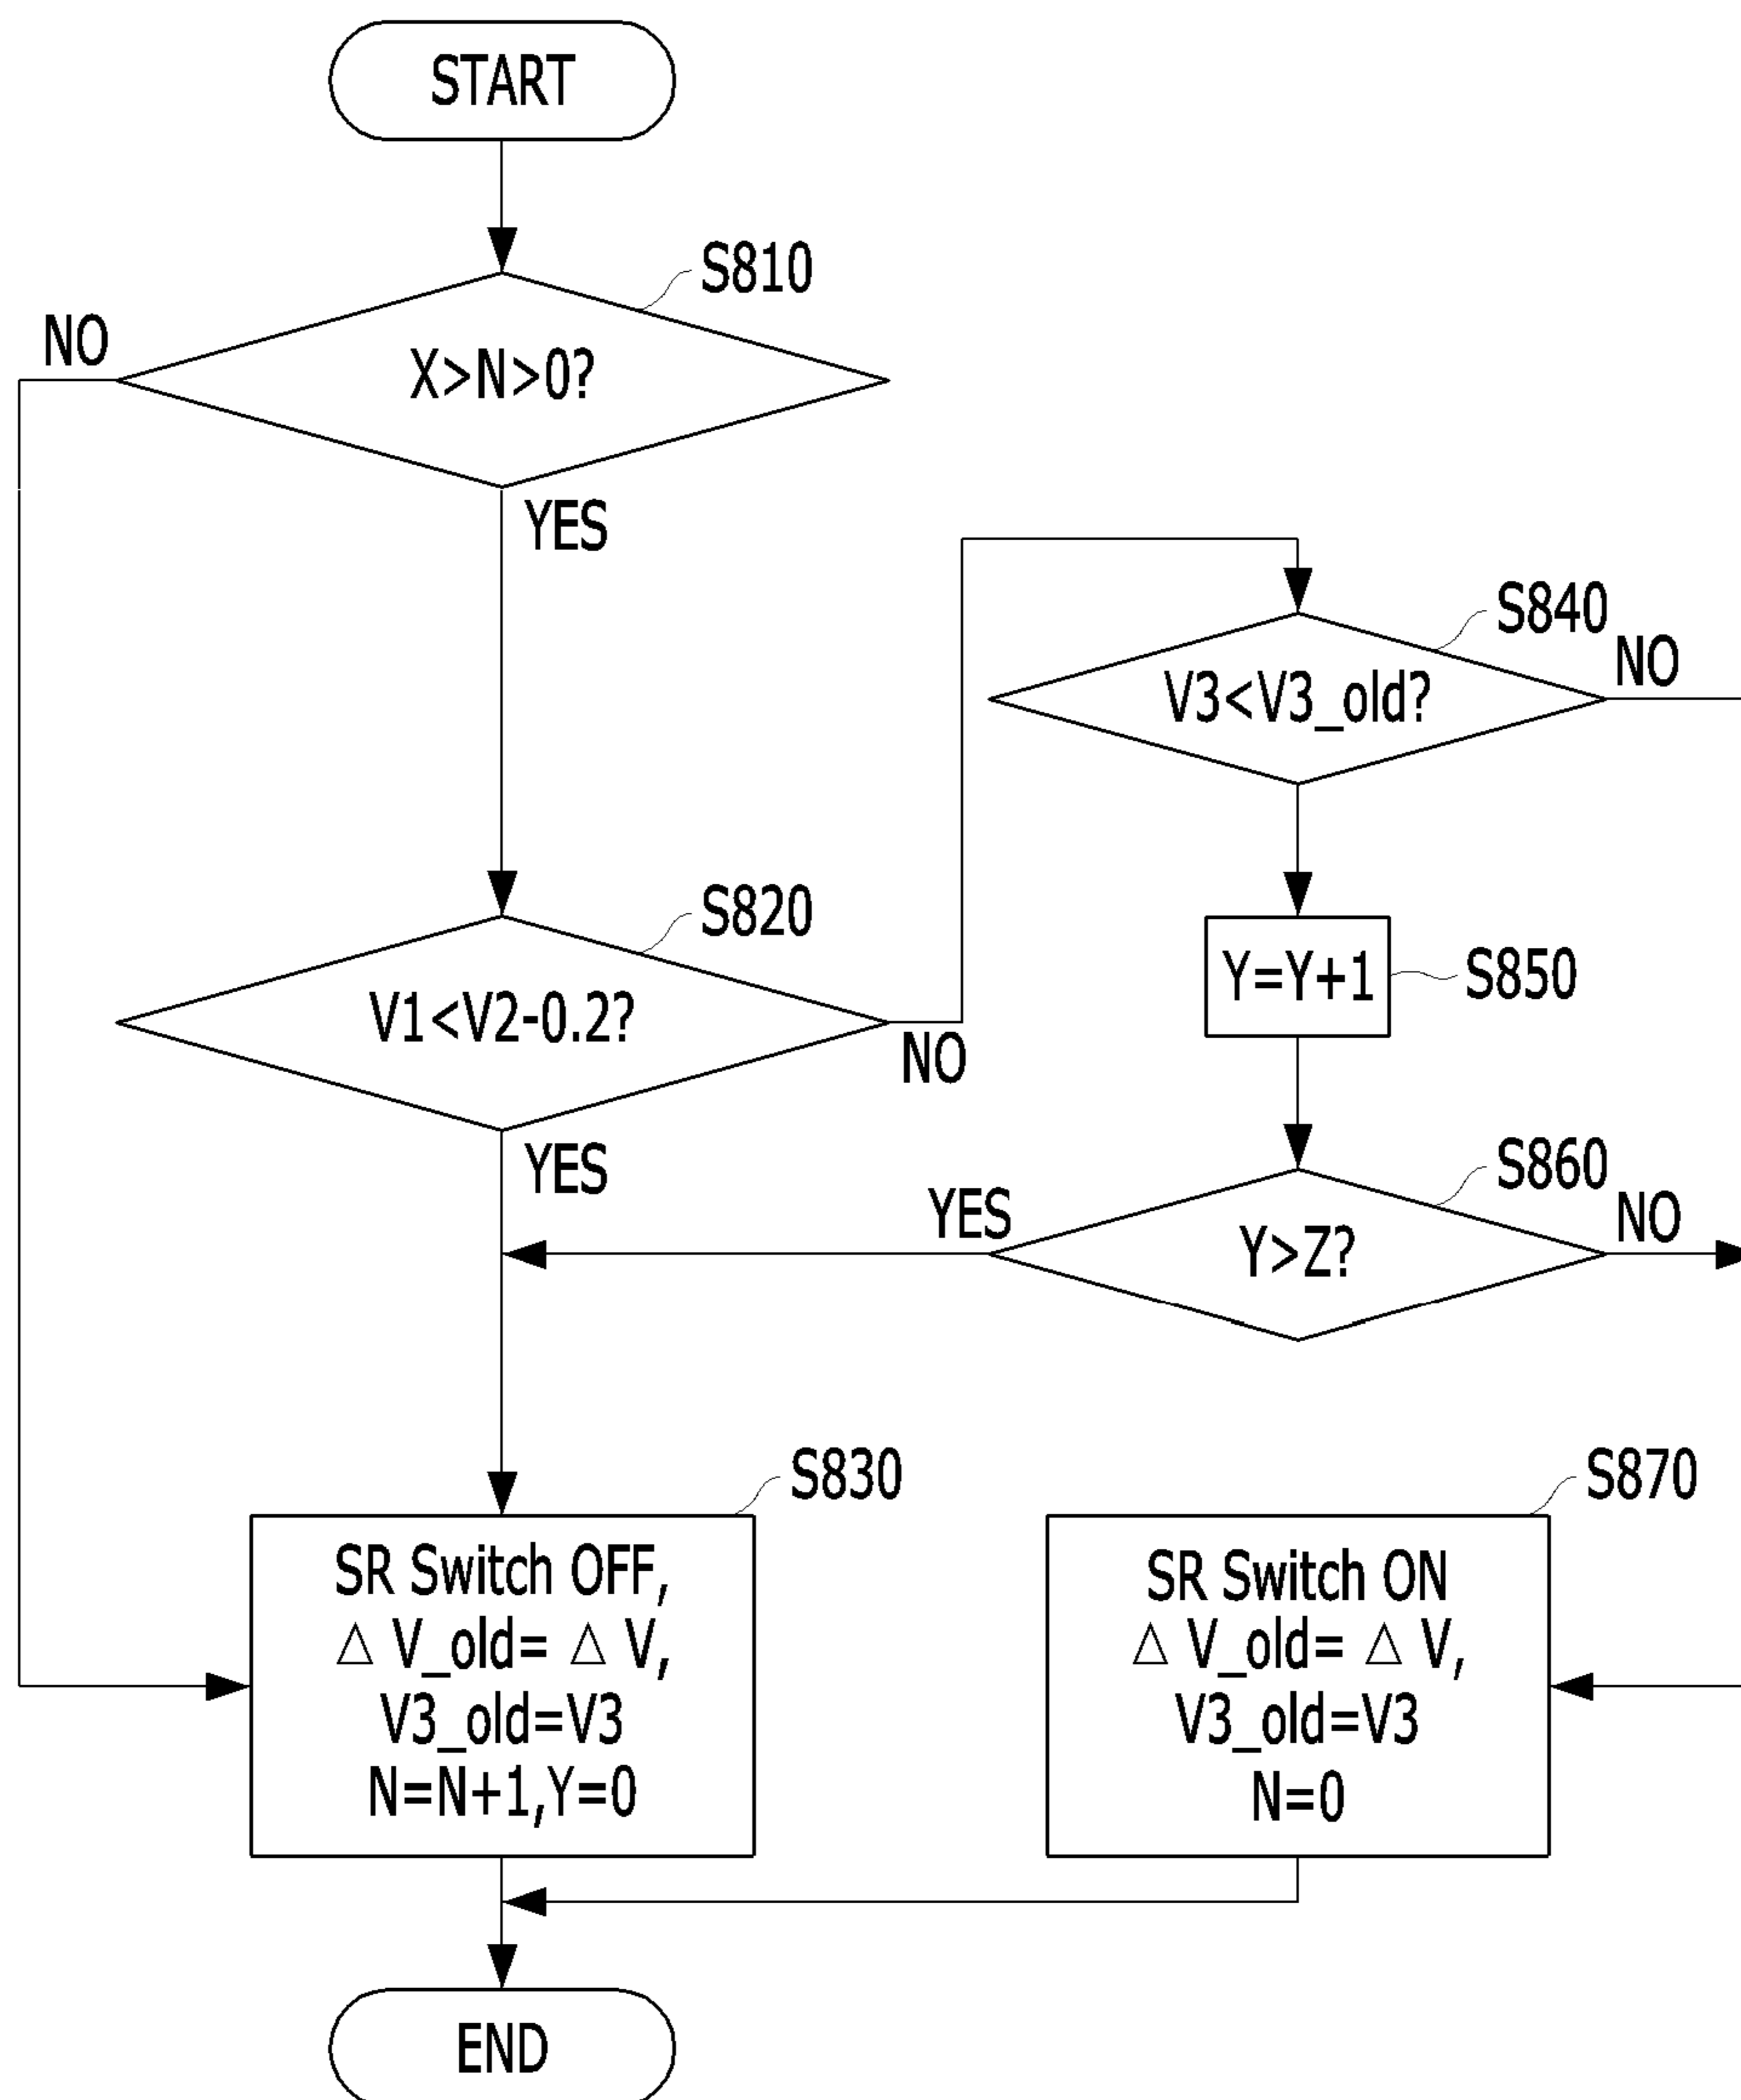 START
S810
NO
X>N>0?
YES
S840
NO
V3<V3_old?
S820
V1<V2-0.2?
NO
YES
Y=Y+1
S850
S860
YES
NO
Y>Z?
S830
SR Switch OFF,
△ V_old= △ V,
V3_old=V3
N=N+1,Y=0
S870
SR Switch ON
△ V_old= △ V,
V3_old=V3
N=0
END